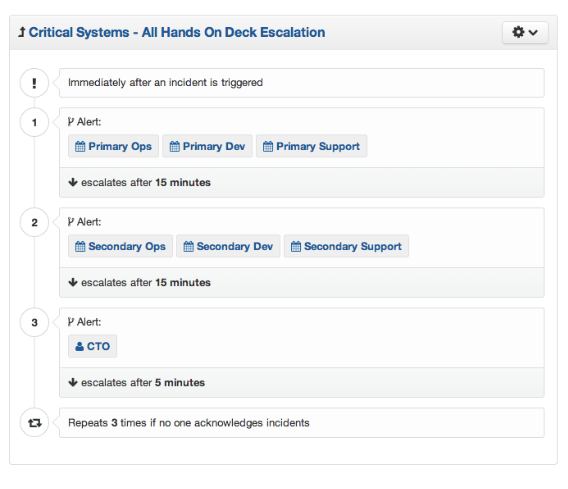 Critical Systems - All Hands On Deck Escalation
! Immediately after an incident is triggered
1 Alert:
Primary Ops Primary Dev Primary Support
escalates after 15 minutes
2 Alert:
Secondary Ops Secondary Dev Secondary Support
escalates after 15 minutes
3 Alert:
CTO
escalates after 5 minutes
Repeats 3 times if no one acknowledges incidents